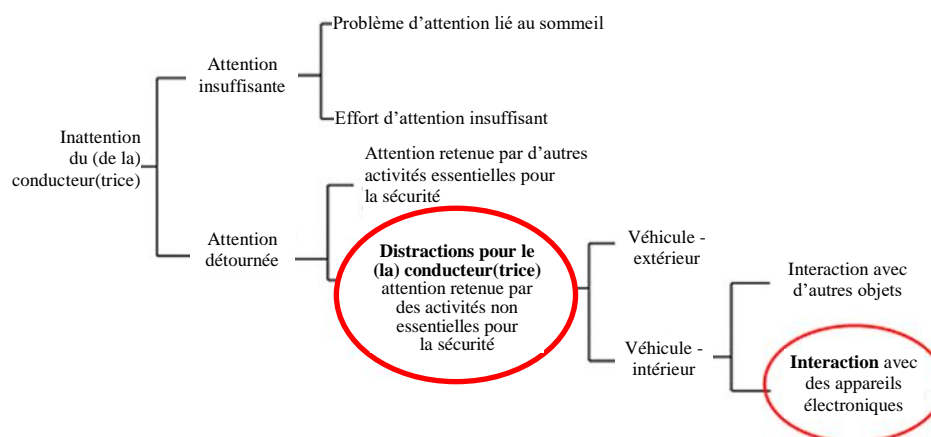 Problème d’attention lié au sommeil
Attention
insuffisante
Effort d’attention insuffisant
Inattention
du (de la)
conducteur(trice)
Attention retenue par d’autres
activités essentielles pour
la sécurité
Attention
détournée
Distractions pour le
(la) conducteur(trice)
attention retenue par
des activités non
essentielles pour
la sécurité
Véhicule -
extérieur
Véhicule -
intérieur
Interaction avec
d’autres objets
Interaction avec
des appareils
électroniques